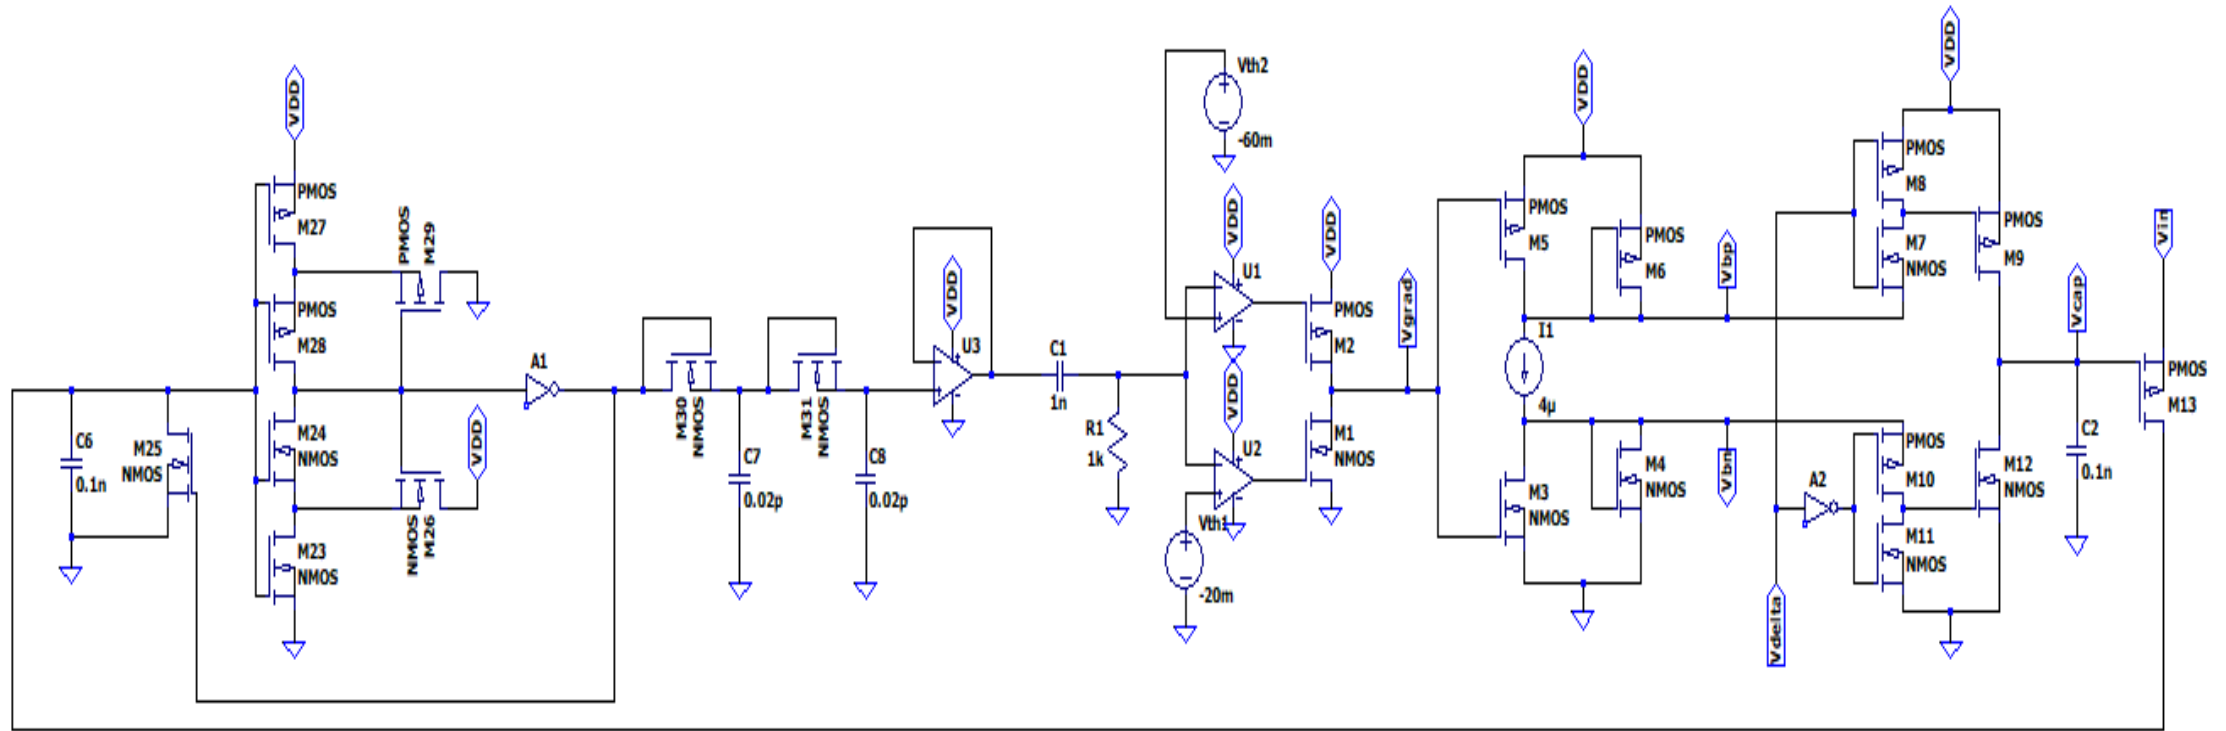 VDD
PMOS
M27
PMOS
M29
PMOS
M28
A1
M24
NMOS
VDD
M25
NMOS
C6
0.1n
M23
NMOS
NMOS
M26
M30
NMOS
M31
NMOS
C7
0.02p
C8
0.02p
VDD
U3
C1
1n
R1
1k
Vth2
-60m
VDD
U1
VDD
PMOS
M2
VDD
U2
M1
NMOS
Vth1
-20m
Vgrad
VDD
PMOS
M5
PMOS
M6
I1
4µ
M3
NMOS
M4
NMOS
Vbp
Vbn
VDD
PMOS
M8
M7
NMOS
PMOS
M9
PMOS
M10
M11
NMOS
M12
NMOS
A2
Vdelta
Vcap
C2
0.1n
Vin
PMOS
M13